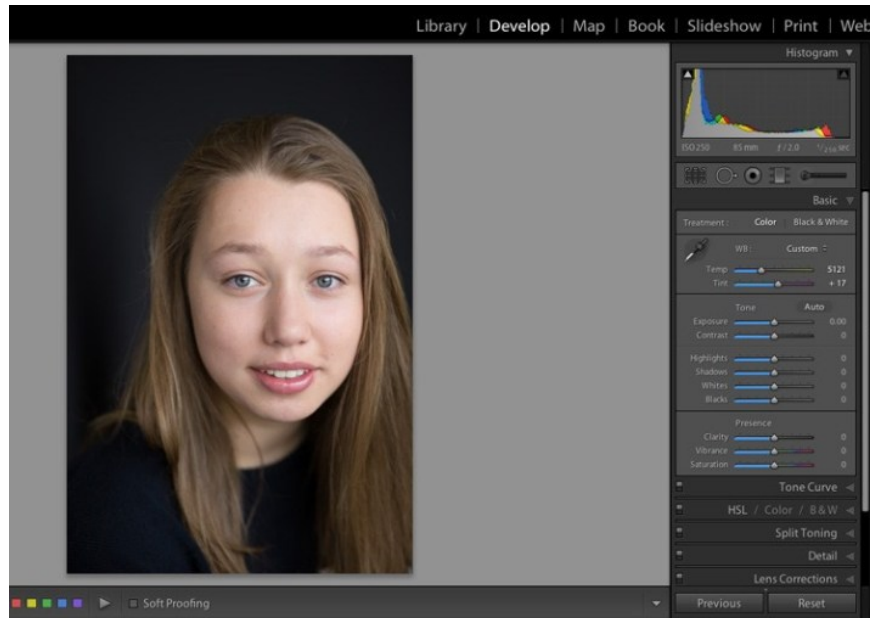 Library | Develop | Map | Book | Slideshow | Print | Web
Histogram
ISO 250 85 mm ƒ / 2.0 sec
Basic
Treatment : Color Black & White
WB : Custom
Temp 5121
Tint + 17
Tone Auto
Exposure 0.00
Contrast 0
Highlights 0
Shadows 0
Whites 0
Blacks 0
Presence
Clarity 0
Vibrance 0
Saturation 0
Tone Curve
HSL / Color / B & W
Split Toning
Detail
Lens Corrections
Soft Proofing Previous Reset